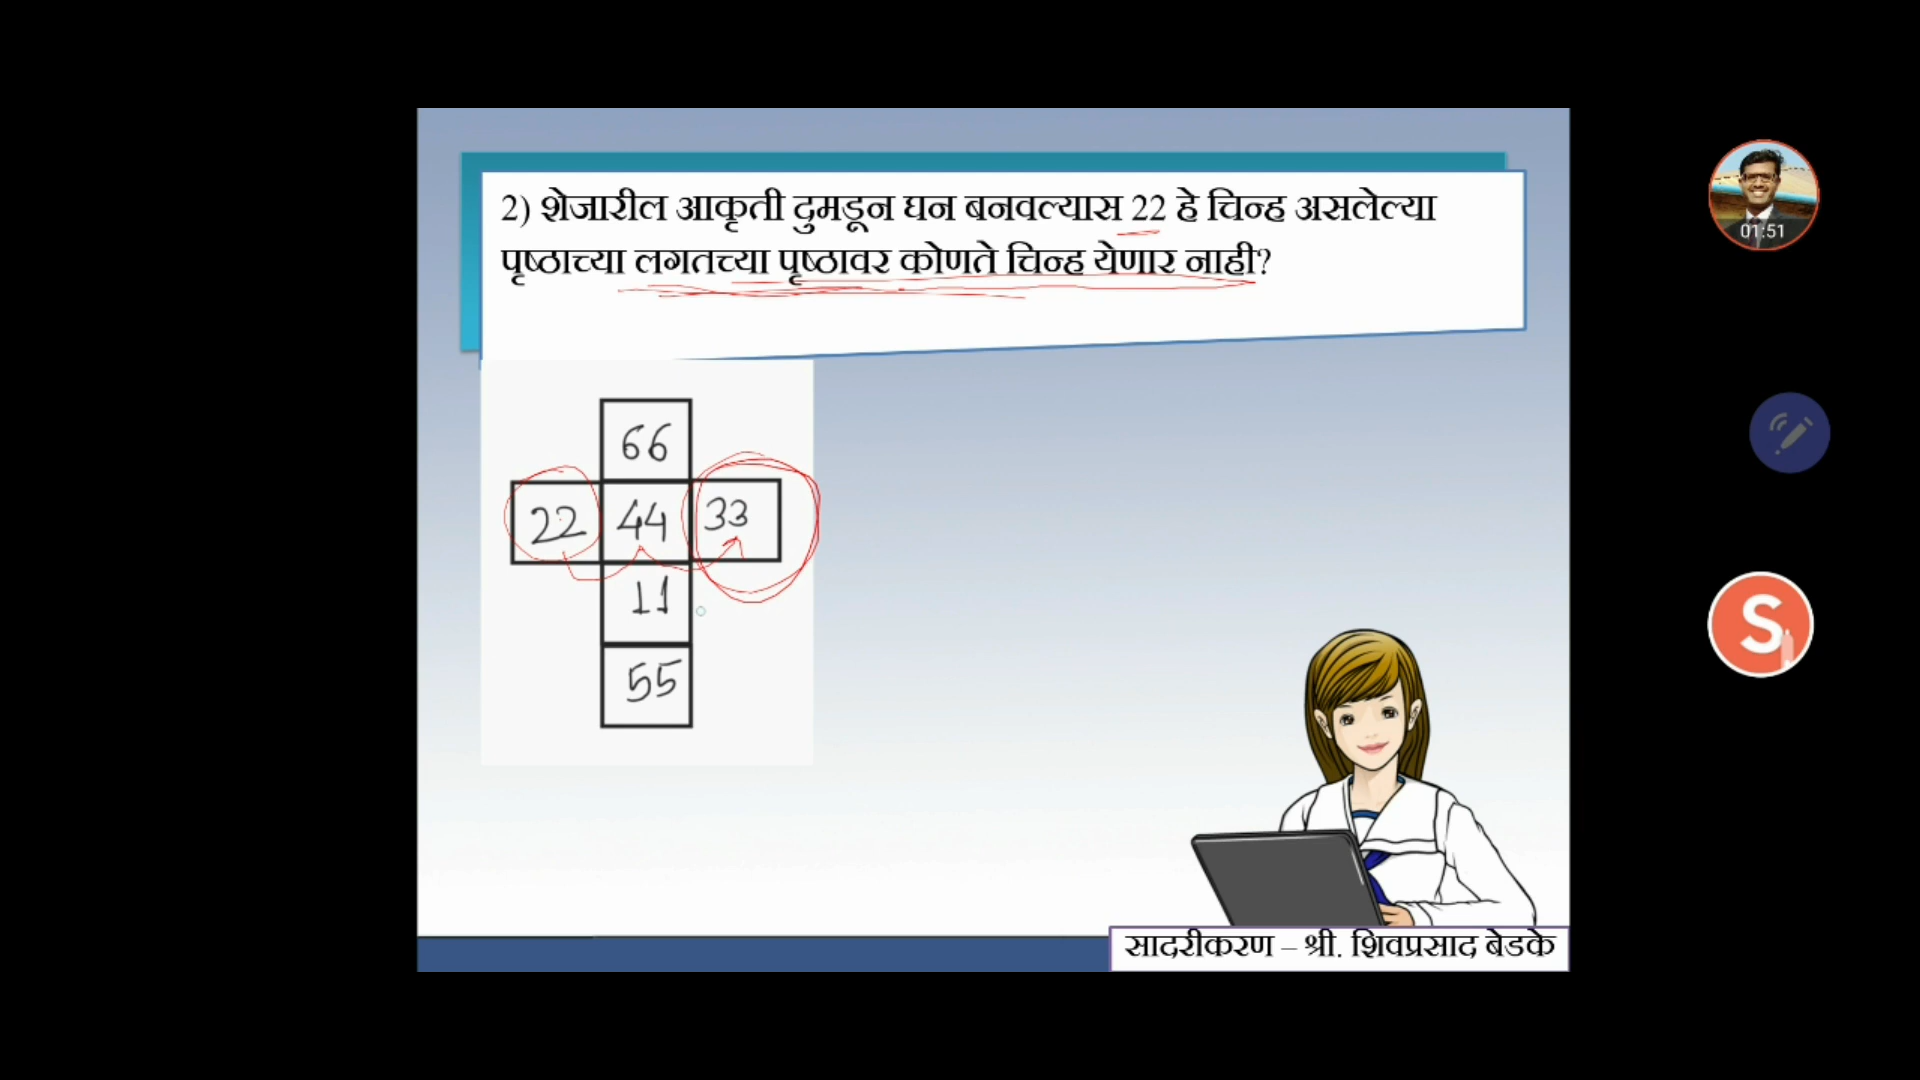 2) शेजारील आकृती दुमडून घन बनवल्यास 22 हे चिन्ह असलेल्या
पृष्ठाच्या लगतच्या पृष्ठावर कोणते चिन्ह येणार नाही?
01:51
66
22 44 33
11
55
S
सादरीकरण – श्री. शिवप्रसाद बेडके